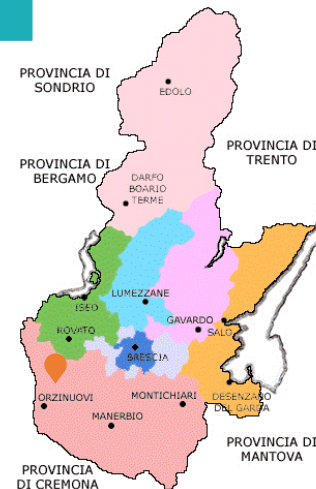 PROVINCIA DI
SONDRIO
EDOLO
PROVINCIA DI
TRENTO
PROVINCIA DI
BERGAMO
DARFO
BOARIO
TERME
LUMEZZANE
ISEO
GAVARDO
SALO'
ROVATO
BRESCIA
ORZINUOVI
MONTICHIARI
DESENZANO
DEL GARDA
MANERBIO
PROVINCIA DI
MANTOVA
PROVINCIA
DI CREMONA